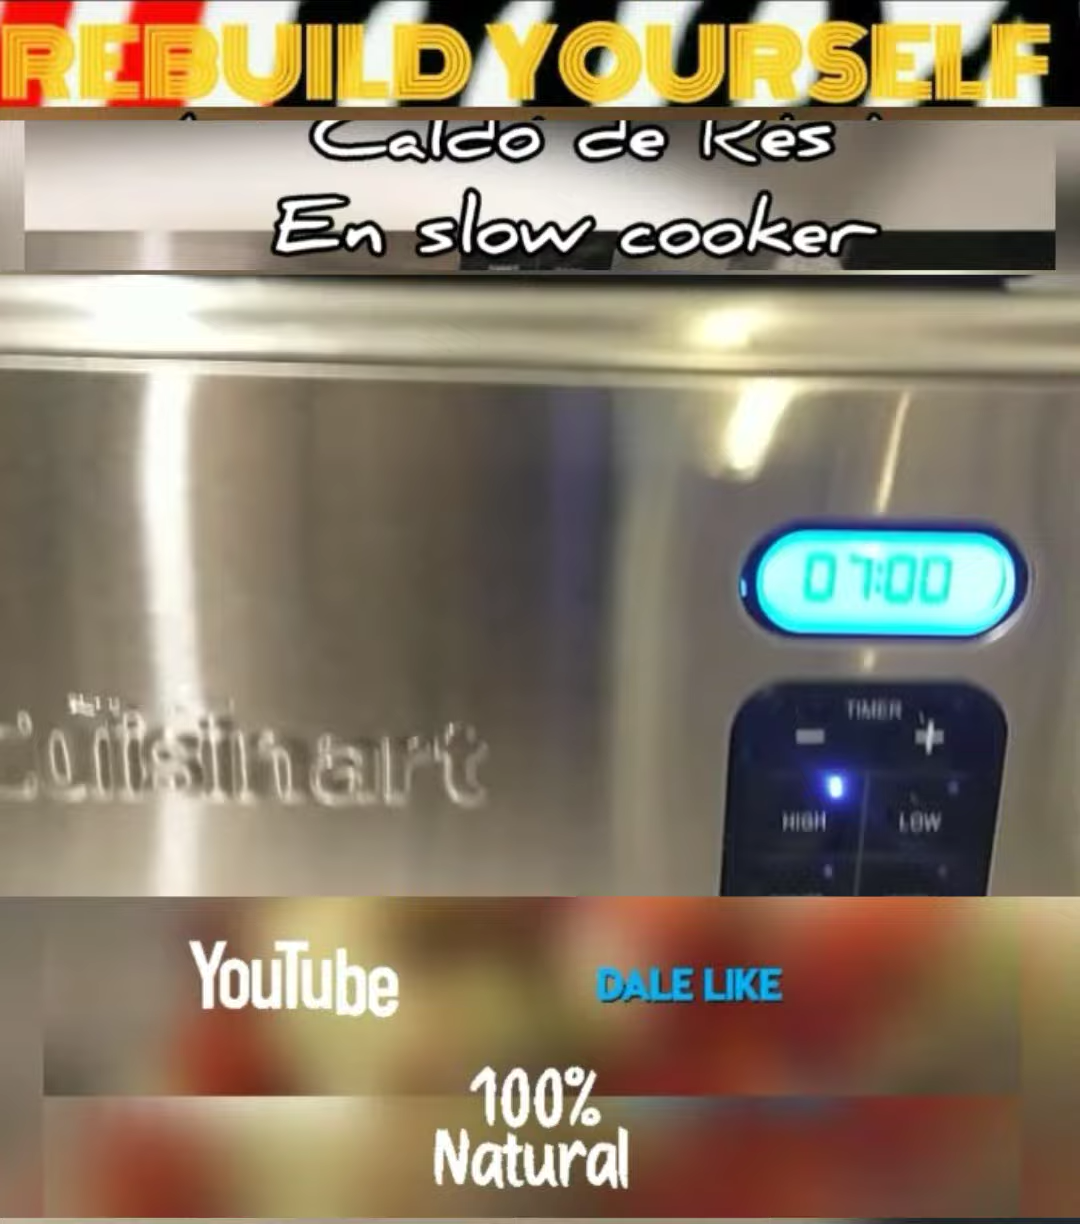 REBUILD YOURSELF
Caldo de Res
En slow cooker
07:00
Cuisinart
TIMER
- +
HIGH LOW
YouTube
DALE LIKE
100%
Natural